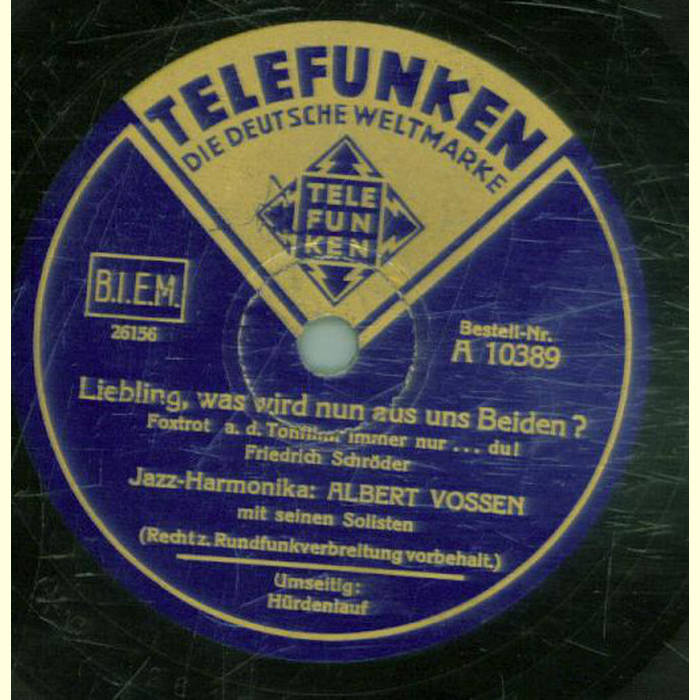 TELEFUNKEN
DIE DEUTSCHE WELTMARKE
TELE
FUN
KEN
B.I.E.M.
26156
Bestell-Nr.
A 10389
Liebling, was wird nun aus uns Beiden?
Foxtrot a. d. Tonfilm: immer nur ... du!
Friedrich Schröder
Jazz-Harmonika: ALBERT VOSSEN
mit seinen Solisten
(Recht z. Rundfunkverbreitung vorbehalt.)
Umseitig:
Hürdenlauf